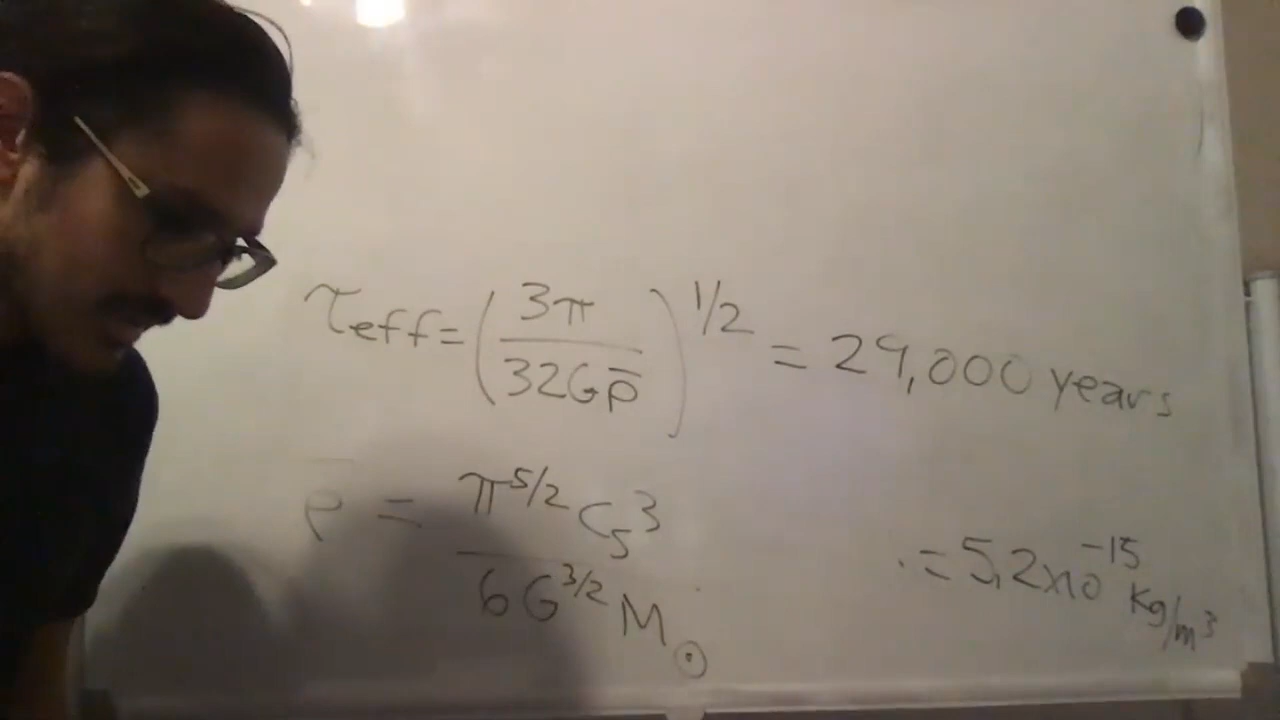 τeff = (3π / 32Gρ̄)^1/2 = 29,000 years
ρ̄ = π^5/2 Cs^3 / 6G^3/2 M⊙ = 5.2x10^-15 kg/m^3